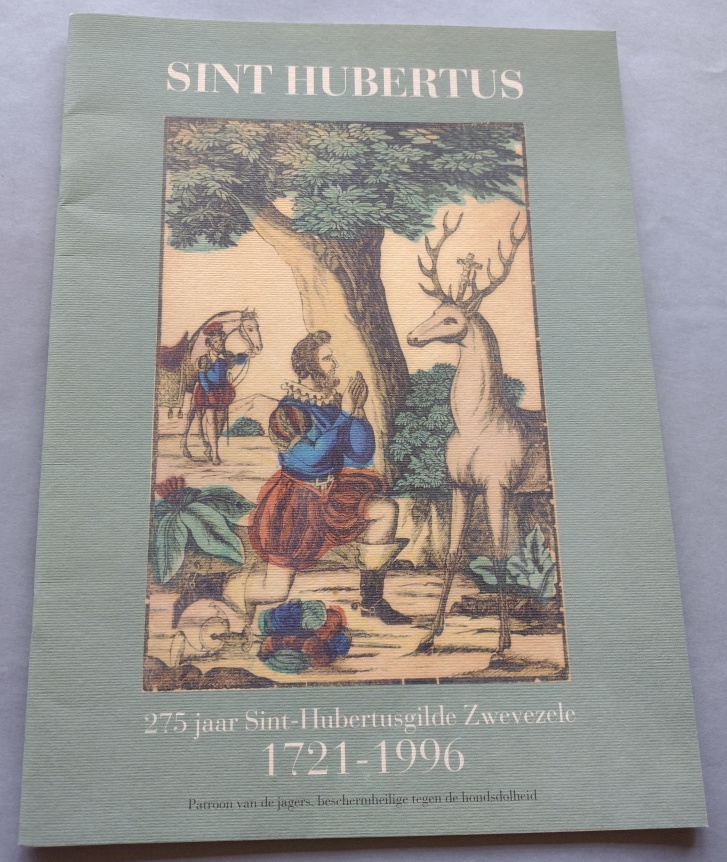 SINT HUBERTUS
275 jaar Sint-Hubertusgilde Zwevezele
1721-1996
Patroon van de jagers, beschermheilige tegen de hondsdolheid